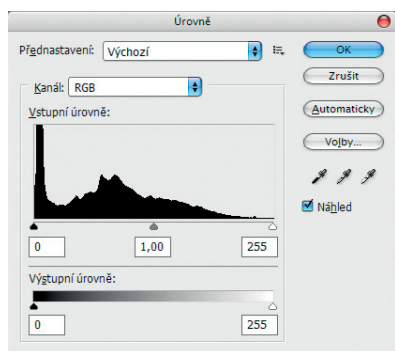 Úrovně
Přednastavení: Výchozí
OK
Zrušit
Automaticky
Volby...
Náhled
Kanál: RGB
Vstupní úrovně:
0 1,00 255
Výstupní úrovně:
0 255